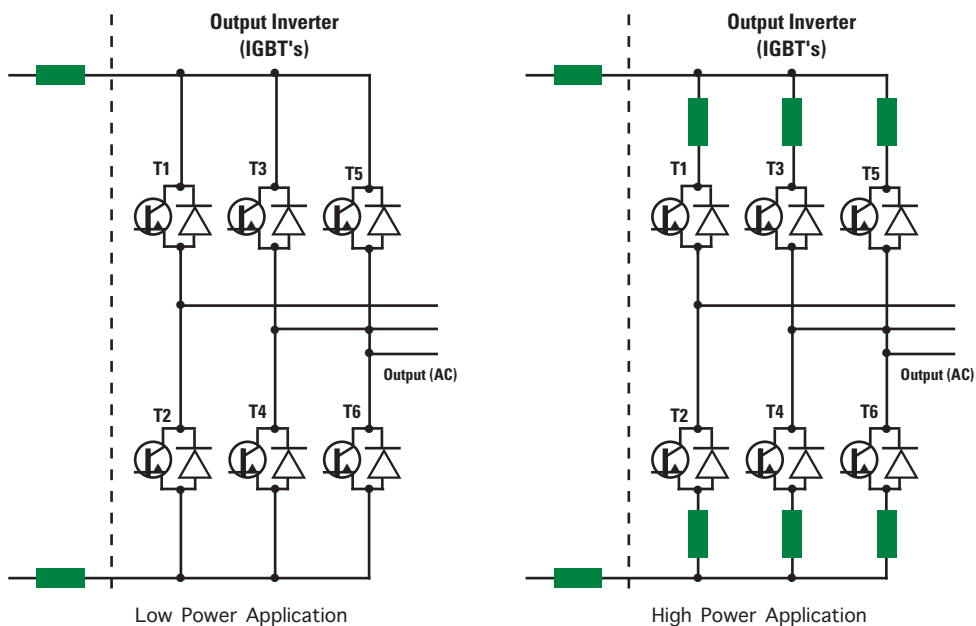 Output Inverter
(IGBT's)
T1
T3
T5
T2
T4
T6
Output (AC)
Low Power Application
Output Inverter
(IGBT's)
T1
T3
T5
T2
T4
T6
Output (AC)
High Power Application